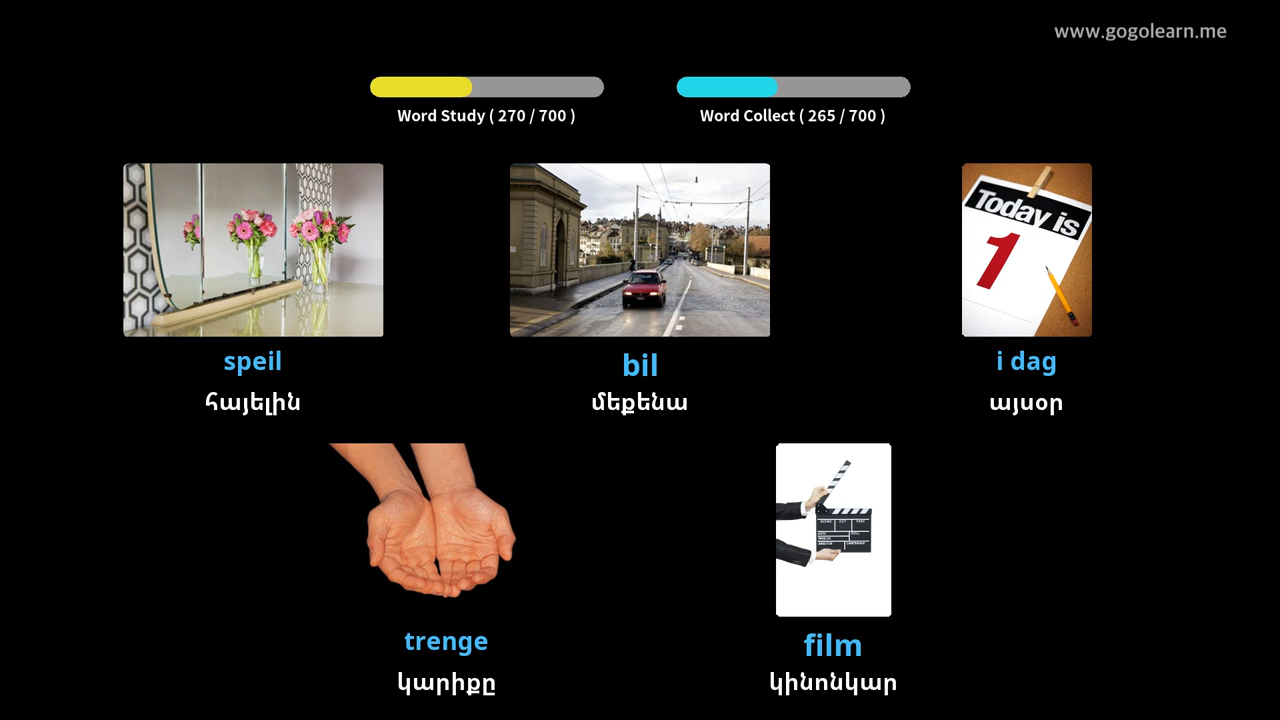 www.gogolearn.me
Word Study ( 270 / 700 )
Word Collect ( 265 / 700 )
Today is
1
speil
bil
i dag
հայելին
մեքենա
այսօր
trenge
film
կարիքը
կինոնկար